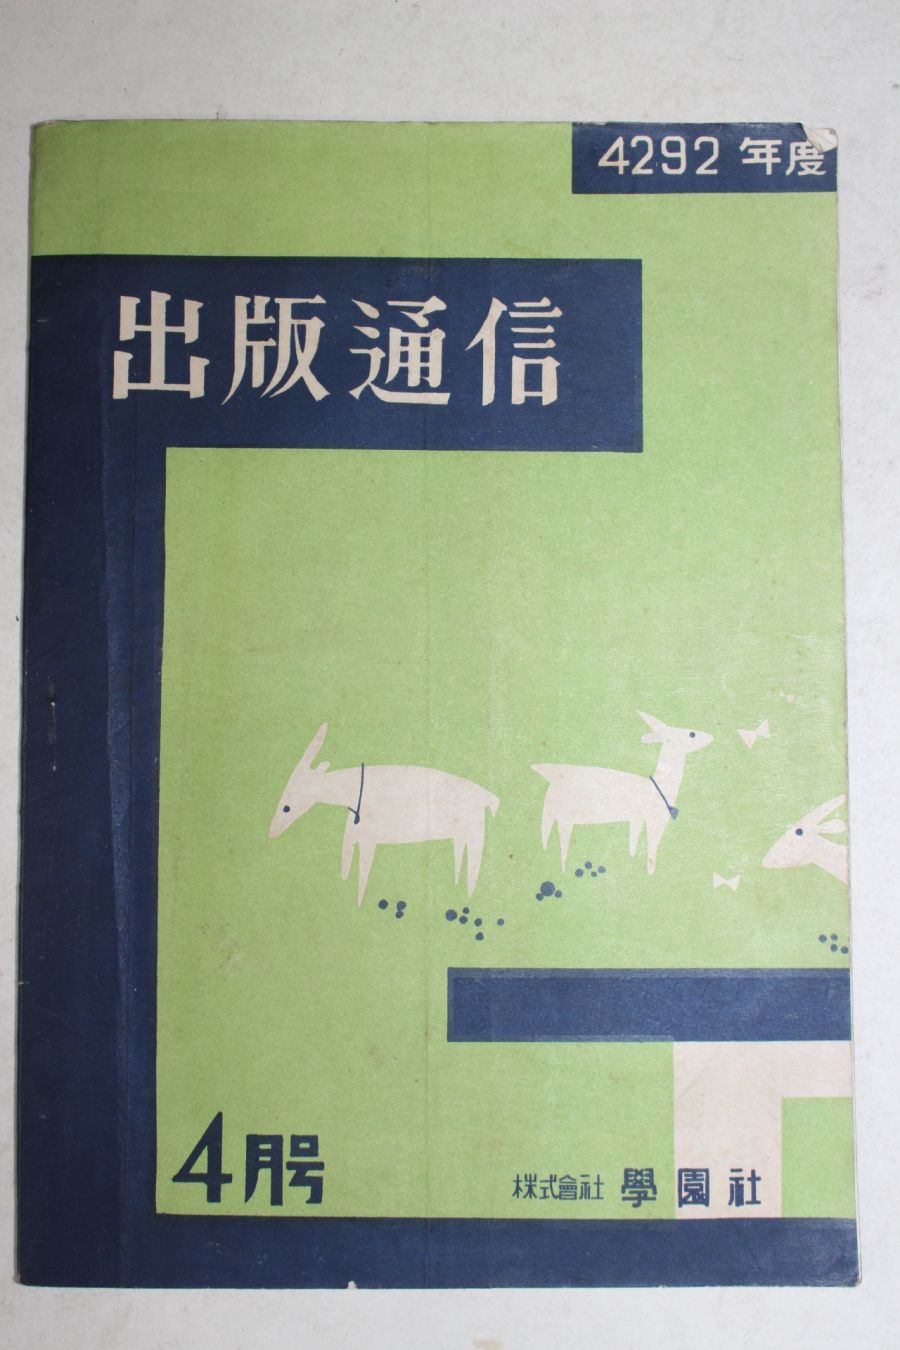 4292 年度
出版通信
4月号
株式會社 學園社